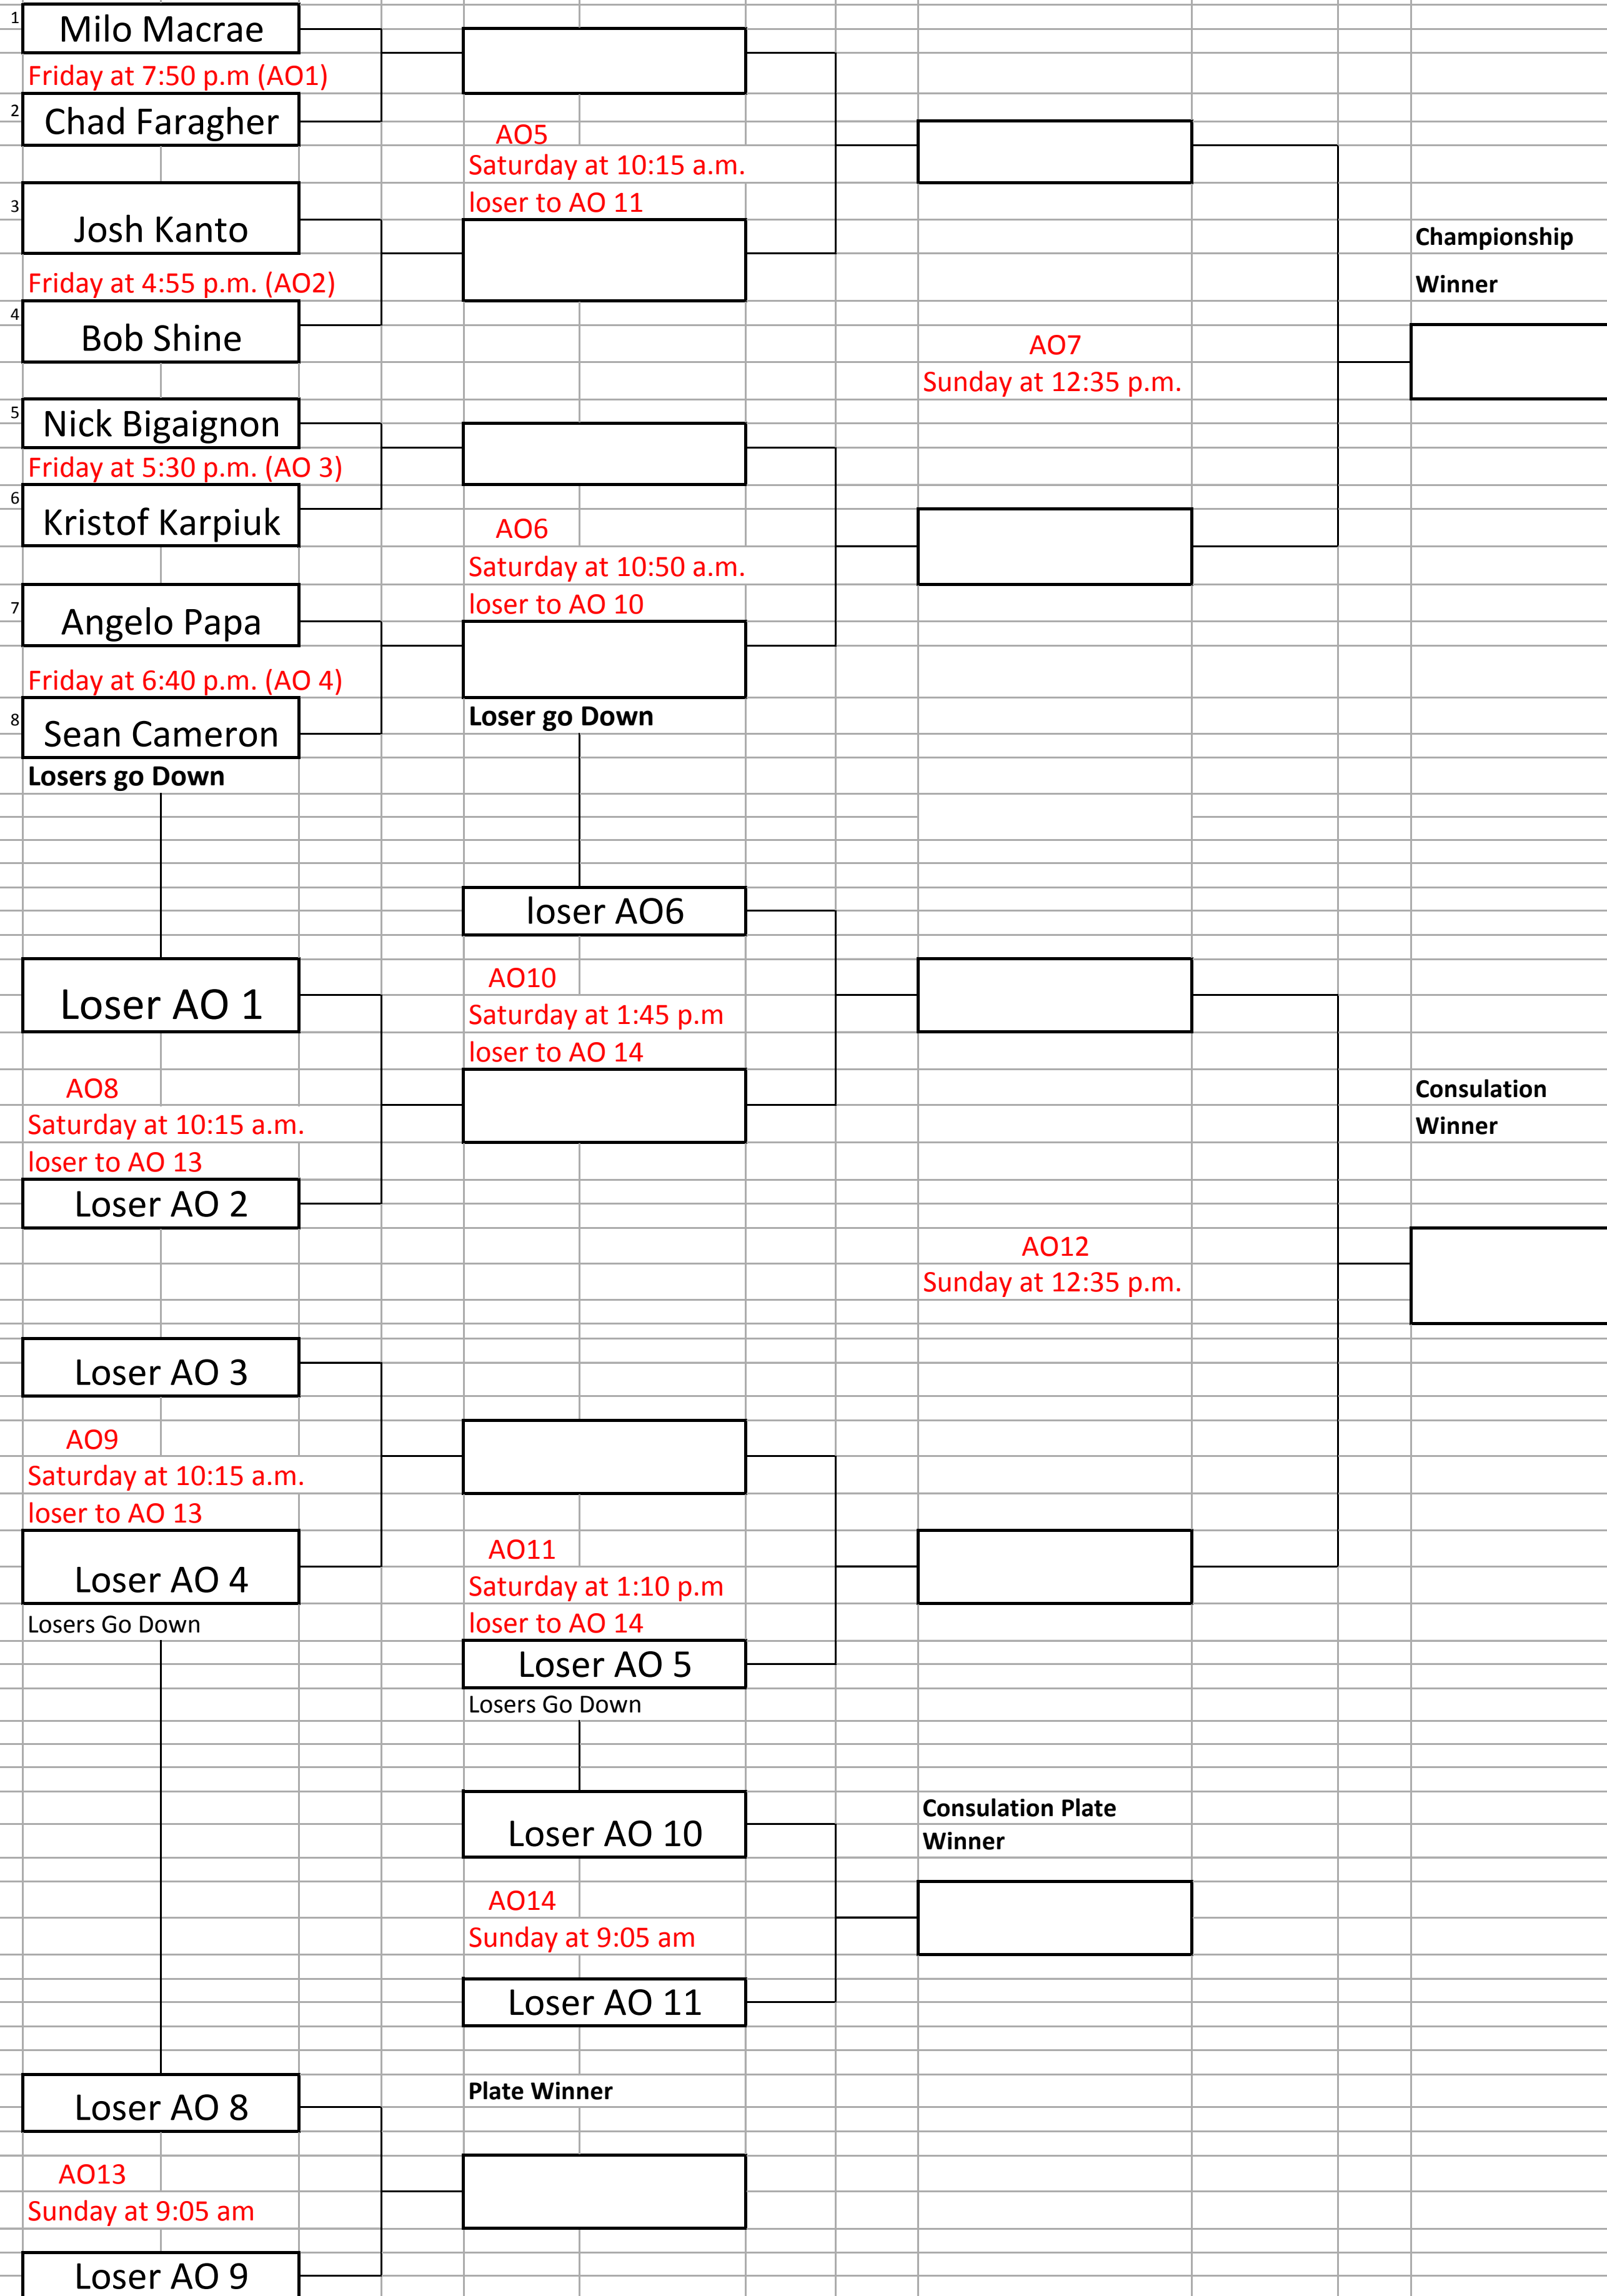 1
Milo Macrae
Friday at 7:50 p.m (AO1)
2
Chad Faragher
AO5
Saturday at 10:15 a.m.
loser to AO 11
3
Josh Kanto
Friday at 4:55 p.m. (AO2)
4
Bob Shine
Championship
Winner
AO7
Sunday at 12:35 p.m.
5
Nick Bigaignon
Friday at 5:30 p.m. (AO 3)
6
Kristof Karpiuk
AO6
Saturday at 10:50 a.m.
loser to AO 10
7
Angelo Papa
Friday at 6:40 p.m. (AO 4)
8
Sean Cameron
Losers go Down
Loser go Down
loser AO6
Loser AO 1
AO10
Saturday at 1:45 p.m
loser to AO 14
AO8
Saturday at 10:15 a.m.
loser to AO 13
Loser AO 2
Consulation
Winner
AO12
Sunday at 12:35 p.m.
Loser AO 3
AO9
Saturday at 10:15 a.m.
loser to AO 13
Loser AO 4
Losers Go Down
AO11
Saturday at 1:10 p.m
loser to AO 14
Loser AO 5
Losers Go Down
Loser AO 10
Consulation Plate
Winner
AO14
Sunday at 9:05 am
Loser AO 11
Loser AO 8
Plate Winner
AO13
Sunday at 9:05 am
Loser AO 9